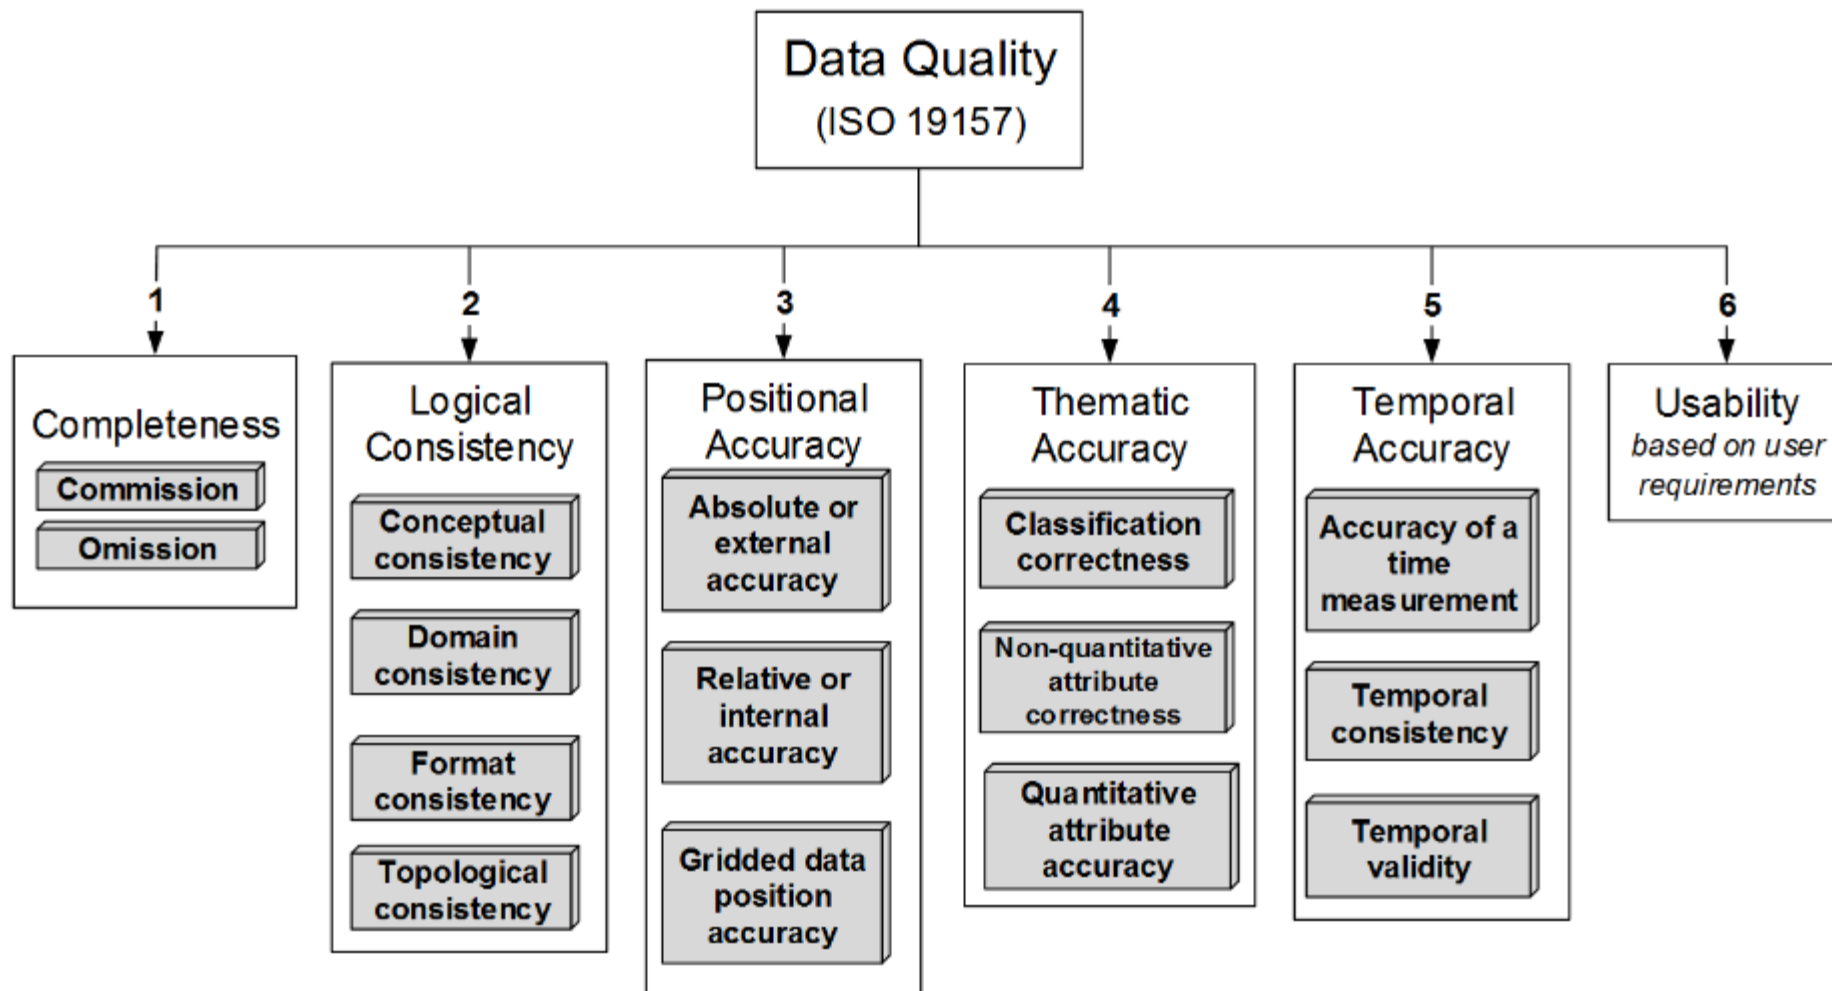 Data Quality
(ISO 19157)
1
2
3
4
5
6
Completeness
Commission
Omission
Logical
Consistency
Conceptual
consistency
Domain
consistency
Format
consistency
Topological
consistency
Positional
Accuracy
Absolute or
external
accuracy
Relative or
internal
accuracy
Gridded data
position
accuracy
Thematic
Accuracy
Classification
correctness
Non-quantitative
attribute
correctness
Quantitative
attribute
accuracy
Temporal
Accuracy
Accuracy of a
time
measurement
Temporal
consistency
Temporal
validity
Usability
based on user
requirements